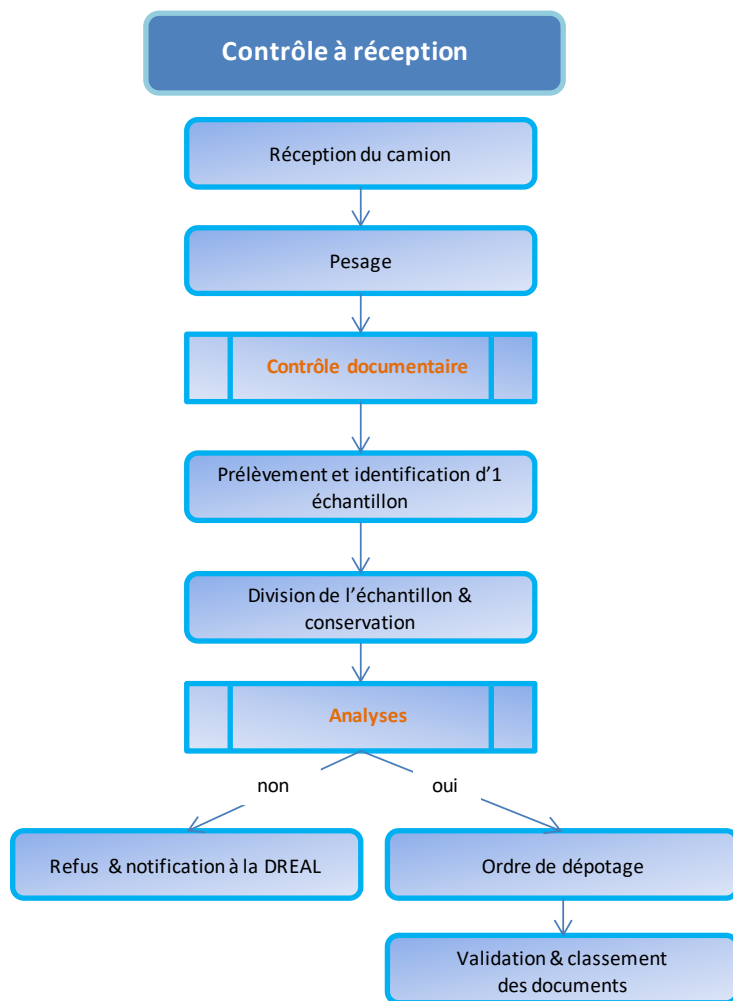 Contrôle à réception
Réception du camion
Pesage
Contrôle documentaire
Prélèvement et identification d’1
échantillon
Division de l’échantillon &
conservation
Analyses
non
oui
Refus & notification à la DREAL
Ordre de dépotage
Validation & classement
des documents